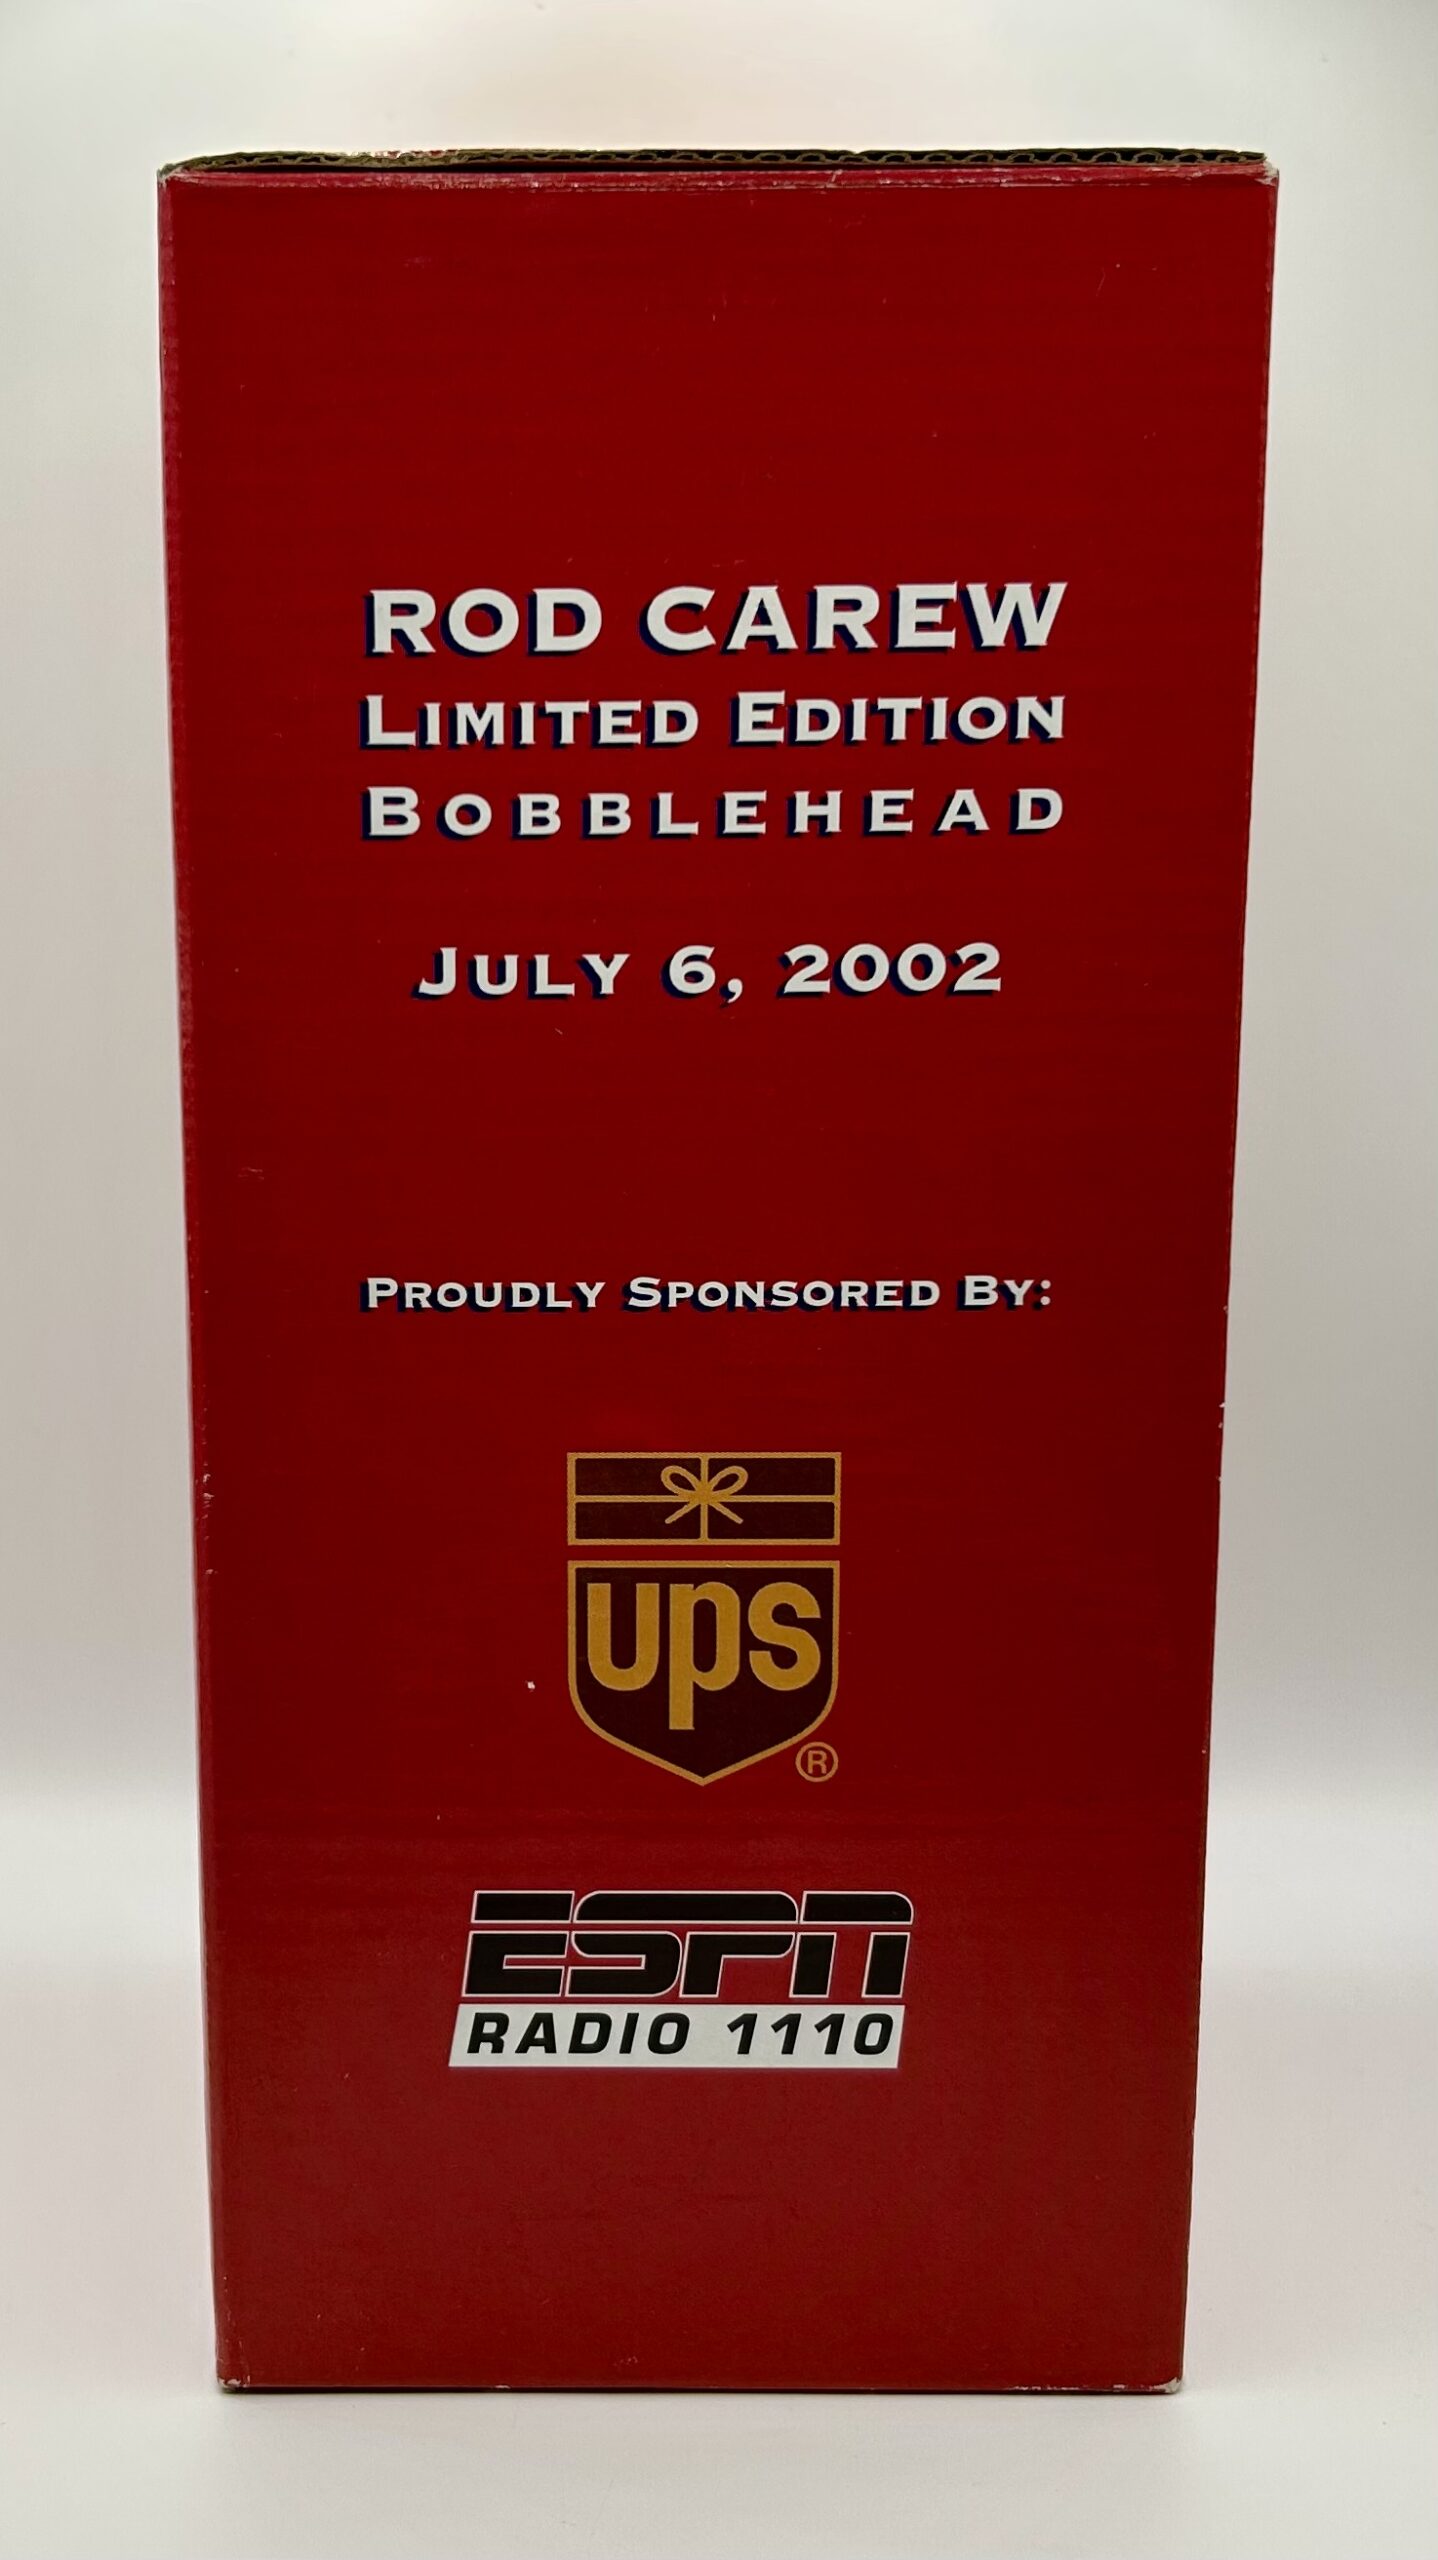 ROD CAREW
LIMITED EDITION
BOBBLEHEAD
JULY 6, 2002
PROUDLY SPONSORED BY:
ups
®
ESPN
RADIO 1110